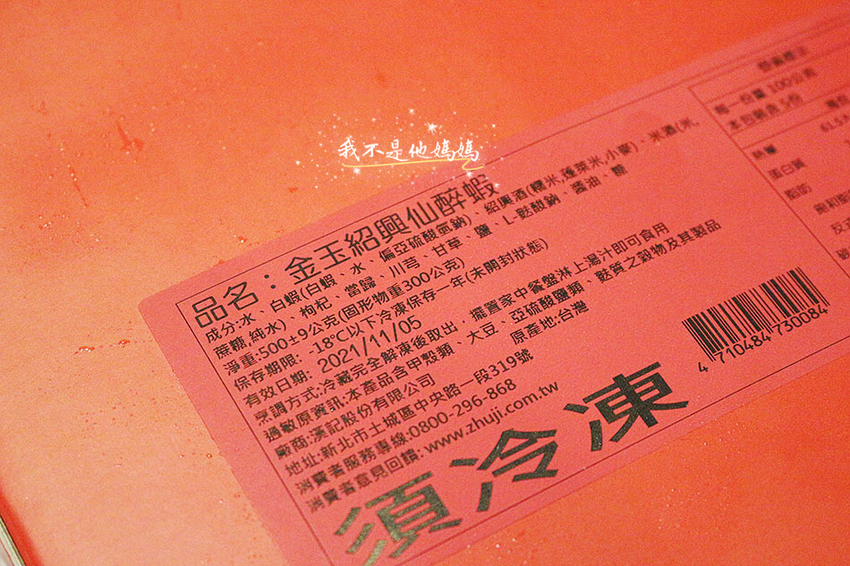 我不是他媽媽
品名：金玉紹興仙醉蝦
成分:水、白蝦(白蝦、水、偏亞硫酸氫鈉)、紹興酒(糯米,蓬萊米,小麥)、米酒(米,
蔗糖,純水)、枸杞、當歸、川芎、甘草、鹽、L-麩酸鈉、醬油、醋
淨重:500±9公克(固形物重300公克)
保存期限: -18℃以下冷凍保存一年(未開封狀態)
有效日期: 2021/11/05
烹調方式:冷藏完全解凍後取出，擺置家中餐盤淋上湯汁即可食用
過敏原資訊:本產品含甲殼類、大豆、亞硫酸鹽類、麩質之穀物及其製品
廠商:漢記股份有限公司 原產地:台灣
地址:新北市土城區中央路一段319號
消費者服務專線:0800-296-868
消費者意見回饋:www.zhuji.com.tw
須冷凍
4 710484 730084
每一份量 100公克
本包裝含 5份
熱量
蛋白質
脂肪